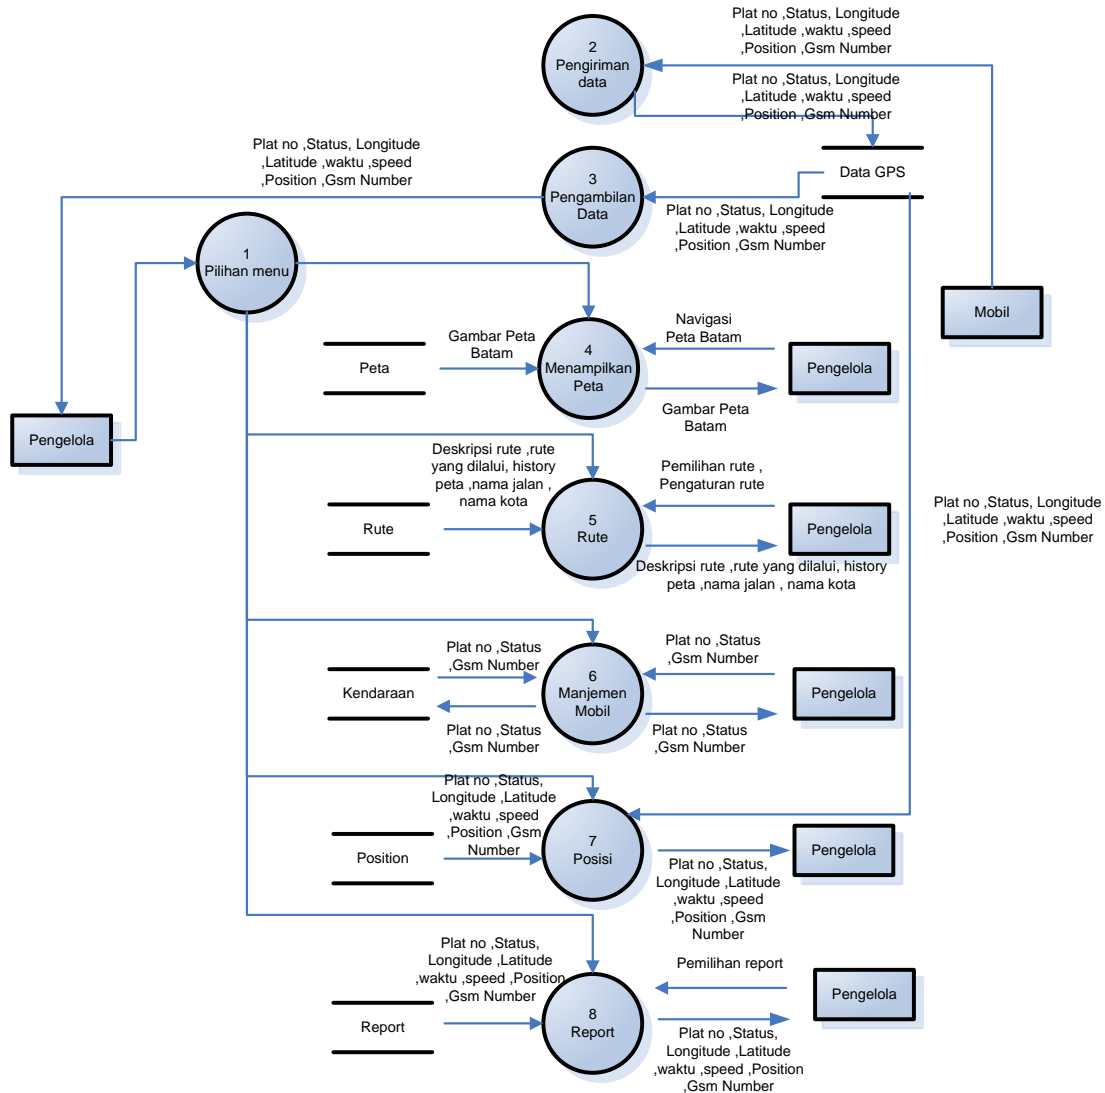 Plat no ,Status, Longitude
,Latitude ,waktu ,speed
,Position ,Gsm Number
2
Pengiriman
data
Plat no ,Status, Longitude
,Latitude ,waktu ,speed
,Position ,Gsm Number
Plat no ,Status, Longitude
,Latitude ,waktu ,speed
,Position ,Gsm Number
3
Pengambilan
Data
Data GPS
Plat no ,Status, Longitude
,Latitude ,waktu ,speed
,Position ,Gsm Number
1
Pilihan menu
Mobil
Peta
Gambar Peta
Batam
4
Menampilkan
Peta
Navigasi
Peta Batam
Pengelola
Gambar Peta
Batam
Pengelola
Deskripsi rute ,rute
yang dilalui, history
peta ,nama jalan ,
nama kota
Rute
5
Rute
Pemilihan rute ,
Pengaturan rute
Pengelola
Deskripsi rute ,rute yang dilalui, history
peta ,nama jalan , nama kota
Plat no ,Status, Longitude
,Latitude ,waktu ,speed
,Position ,Gsm Number
Plat no ,Status
,Gsm Number
Kendaraan
Plat no ,Status
,Gsm Number
6
Manjemen
Mobil
Plat no ,Status
,Gsm Number
Pengelola
Plat no ,Status
,Gsm Number
Plat no ,Status,
Longitude ,Latitude
,waktu ,speed
,Position ,Gsm
Number
Position
7
Posisi
Pengelola
Plat no ,Status,
Longitude ,Latitude
,waktu ,speed
,Position ,Gsm
Number
Plat no ,Status,
Longitude ,Latitude
,waktu ,speed ,Position
,Gsm Number
Report
8
Report
Pemilihan report
Pengelola
Plat no ,Status,
Longitude ,Latitude
,waktu ,speed ,Position
,Gsm Number